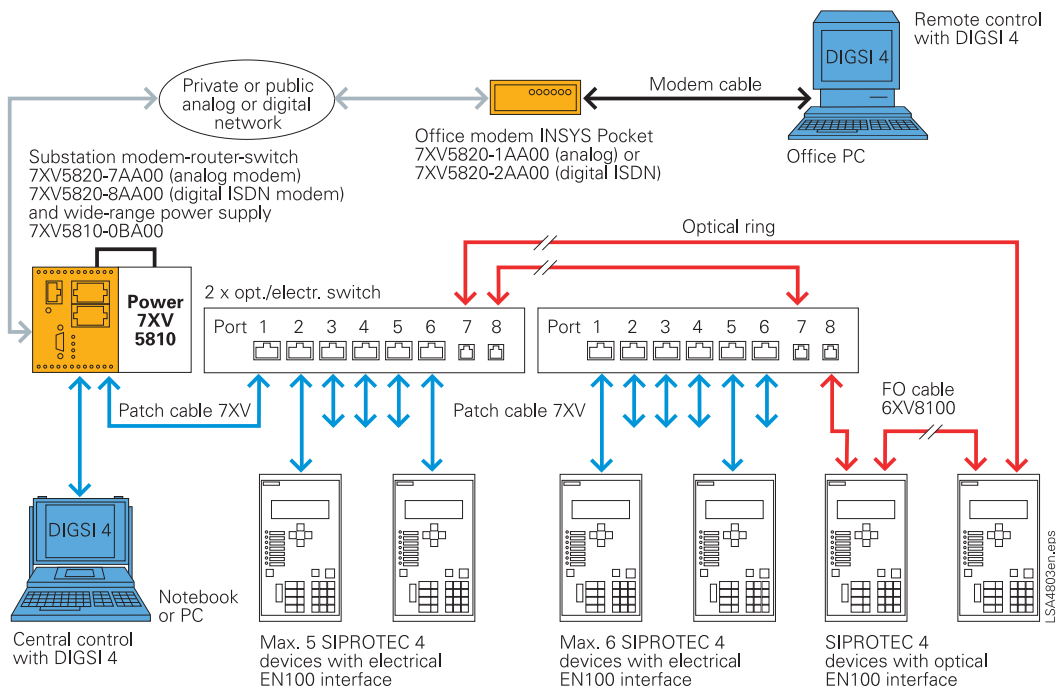 Remote control
with DIGSI 4
DIGSI 4
Private or public
analog or digital
network
Modem cable
Office modem INSYS Pocket
7XV5820-1AA00 (analog) or
7XV5820-2AA00 (digital ISDN)
Office PC
Substation modem-router-switch
7XV5820-7AA00 (analog modem)
7XV5820-8AA00 (digital ISDN modem)
and wide-range power supply
7XV5810-0BA00
Optical ring
Power
7XV
5810
2 x opt./electr. switch
Port 1 2 3 4 5 6 7 8
Port 1 2 3 4 5 6 7 8
Patch cable 7XV
Patch cable 7XV
FO cable
6XV8100
DIGSI 4
Notebook
or PC
Central control
with DIGSI 4
Max. 5 SIPROTEC 4
devices with electrical
EN100 interface
Max. 6 SIPROTEC 4
devices with electrical
EN100 interface
SIPROTEC 4
devices with optical
EN100 interface
LSA4803en.eps